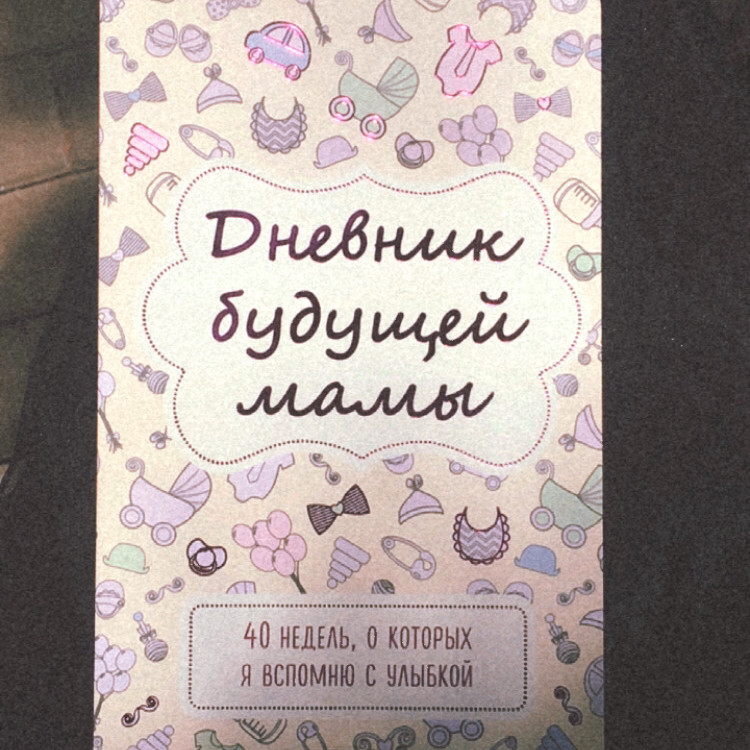 Дневник
будущей
мамы
40 НЕДЕЛЬ, О КОТОРЫХ
Я ВСПОМНЮ С УЛЫБКОЙ